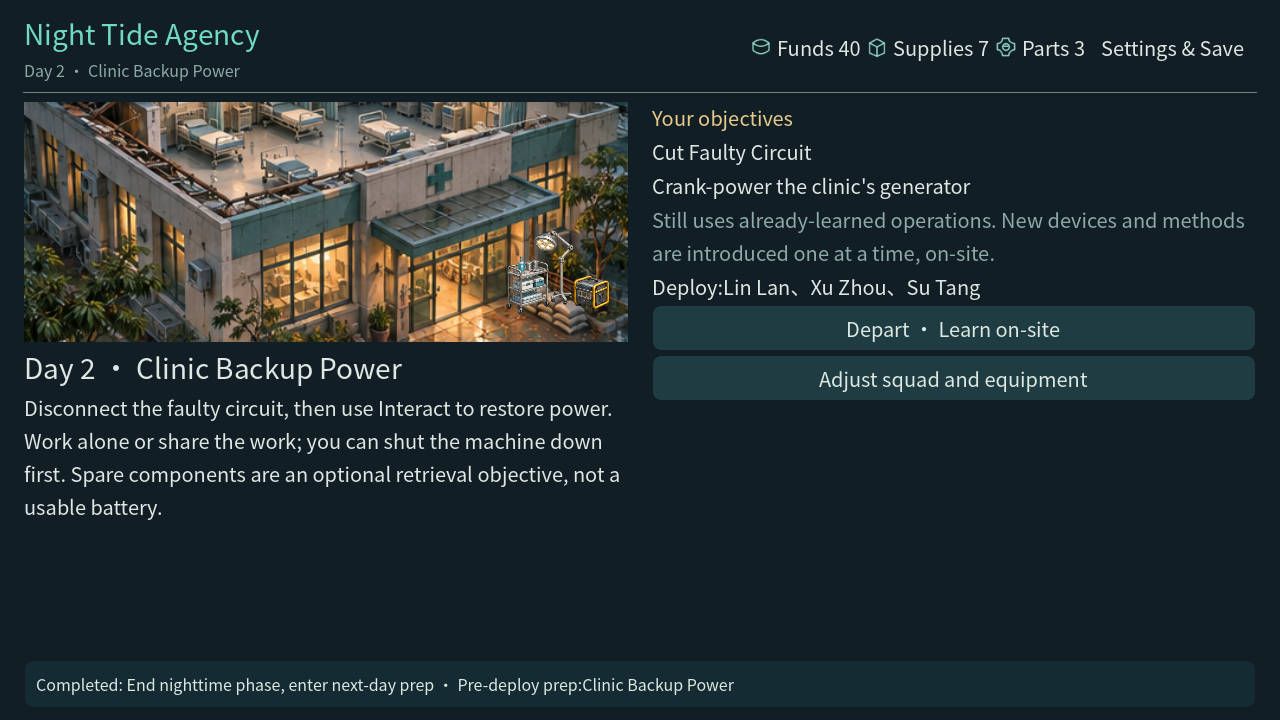 Night Tide Agency
Day 2 • Clinic Backup Power
Funds 40 Supplies 7 Parts 3 Settings & Save
Your objectives
Cut Faulty Circuit
Crank-power the clinic's generator
Still uses already-learned operations. New devices and methods
are introduced one at a time, on-site.
Deploy:Lin Lan、Xu Zhou、Su Tang
Depart • Learn on-site
Adjust squad and equipment
Day 2 • Clinic Backup Power
Disconnect the faulty circuit, then use Interact to restore power.
Work alone or share the work; you can shut the machine down
first. Spare components are an optional retrieval objective, not a
usable battery.
Completed: End nighttime phase, enter next-day prep • Pre-deploy prep:Clinic Backup Power